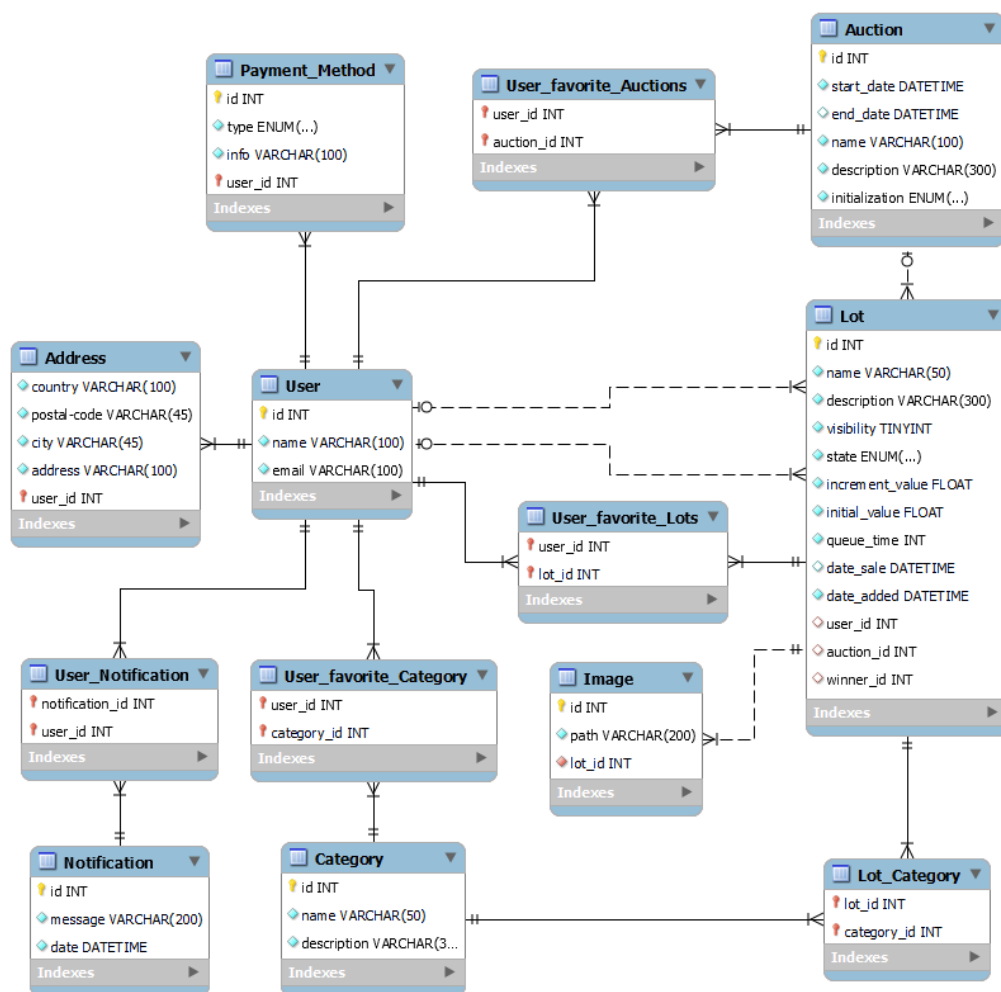 Payment_Method
id INT
type ENUM(...)
info VARCHAR(100)
user_id INT
Indexes
User_favorite_Auctions
user_id INT
auction_id INT
Indexes
Auction
id INT
start_date DATETIME
end_date DATETIME
name VARCHAR(100)
description VARCHAR(300)
initialization ENUM(...)
Indexes
Address
country VARCHAR(100)
postal-code VARCHAR(45)
city VARCHAR(45)
address VARCHAR(100)
user_id INT
Indexes
User
id INT
name VARCHAR(100)
email VARCHAR(100)
Indexes
Lot
id INT
name VARCHAR(50)
description VARCHAR(300)
visibility TINYINT
state ENUM(...)
increment_value FLOAT
initial_value FLOAT
queue_time INT
date_sale DATETIME
date_added DATETIME
user_id INT
auction_id INT
winner_id INT
Indexes
User_favorite_Lots
user_id INT
lot_id INT
Indexes
User_Notification
notification_id INT
user_id INT
Indexes
User_favorite_Category
user_id INT
category_id INT
Indexes
Image
id INT
path VARCHAR(200)
lot_id INT
Indexes
Notification
id INT
message VARCHAR(200)
date DATETIME
Indexes
Category
id INT
name VARCHAR(50)
description VARCHAR(3...
Indexes
Lot_Category
lot_id INT
category_id INT
Indexes